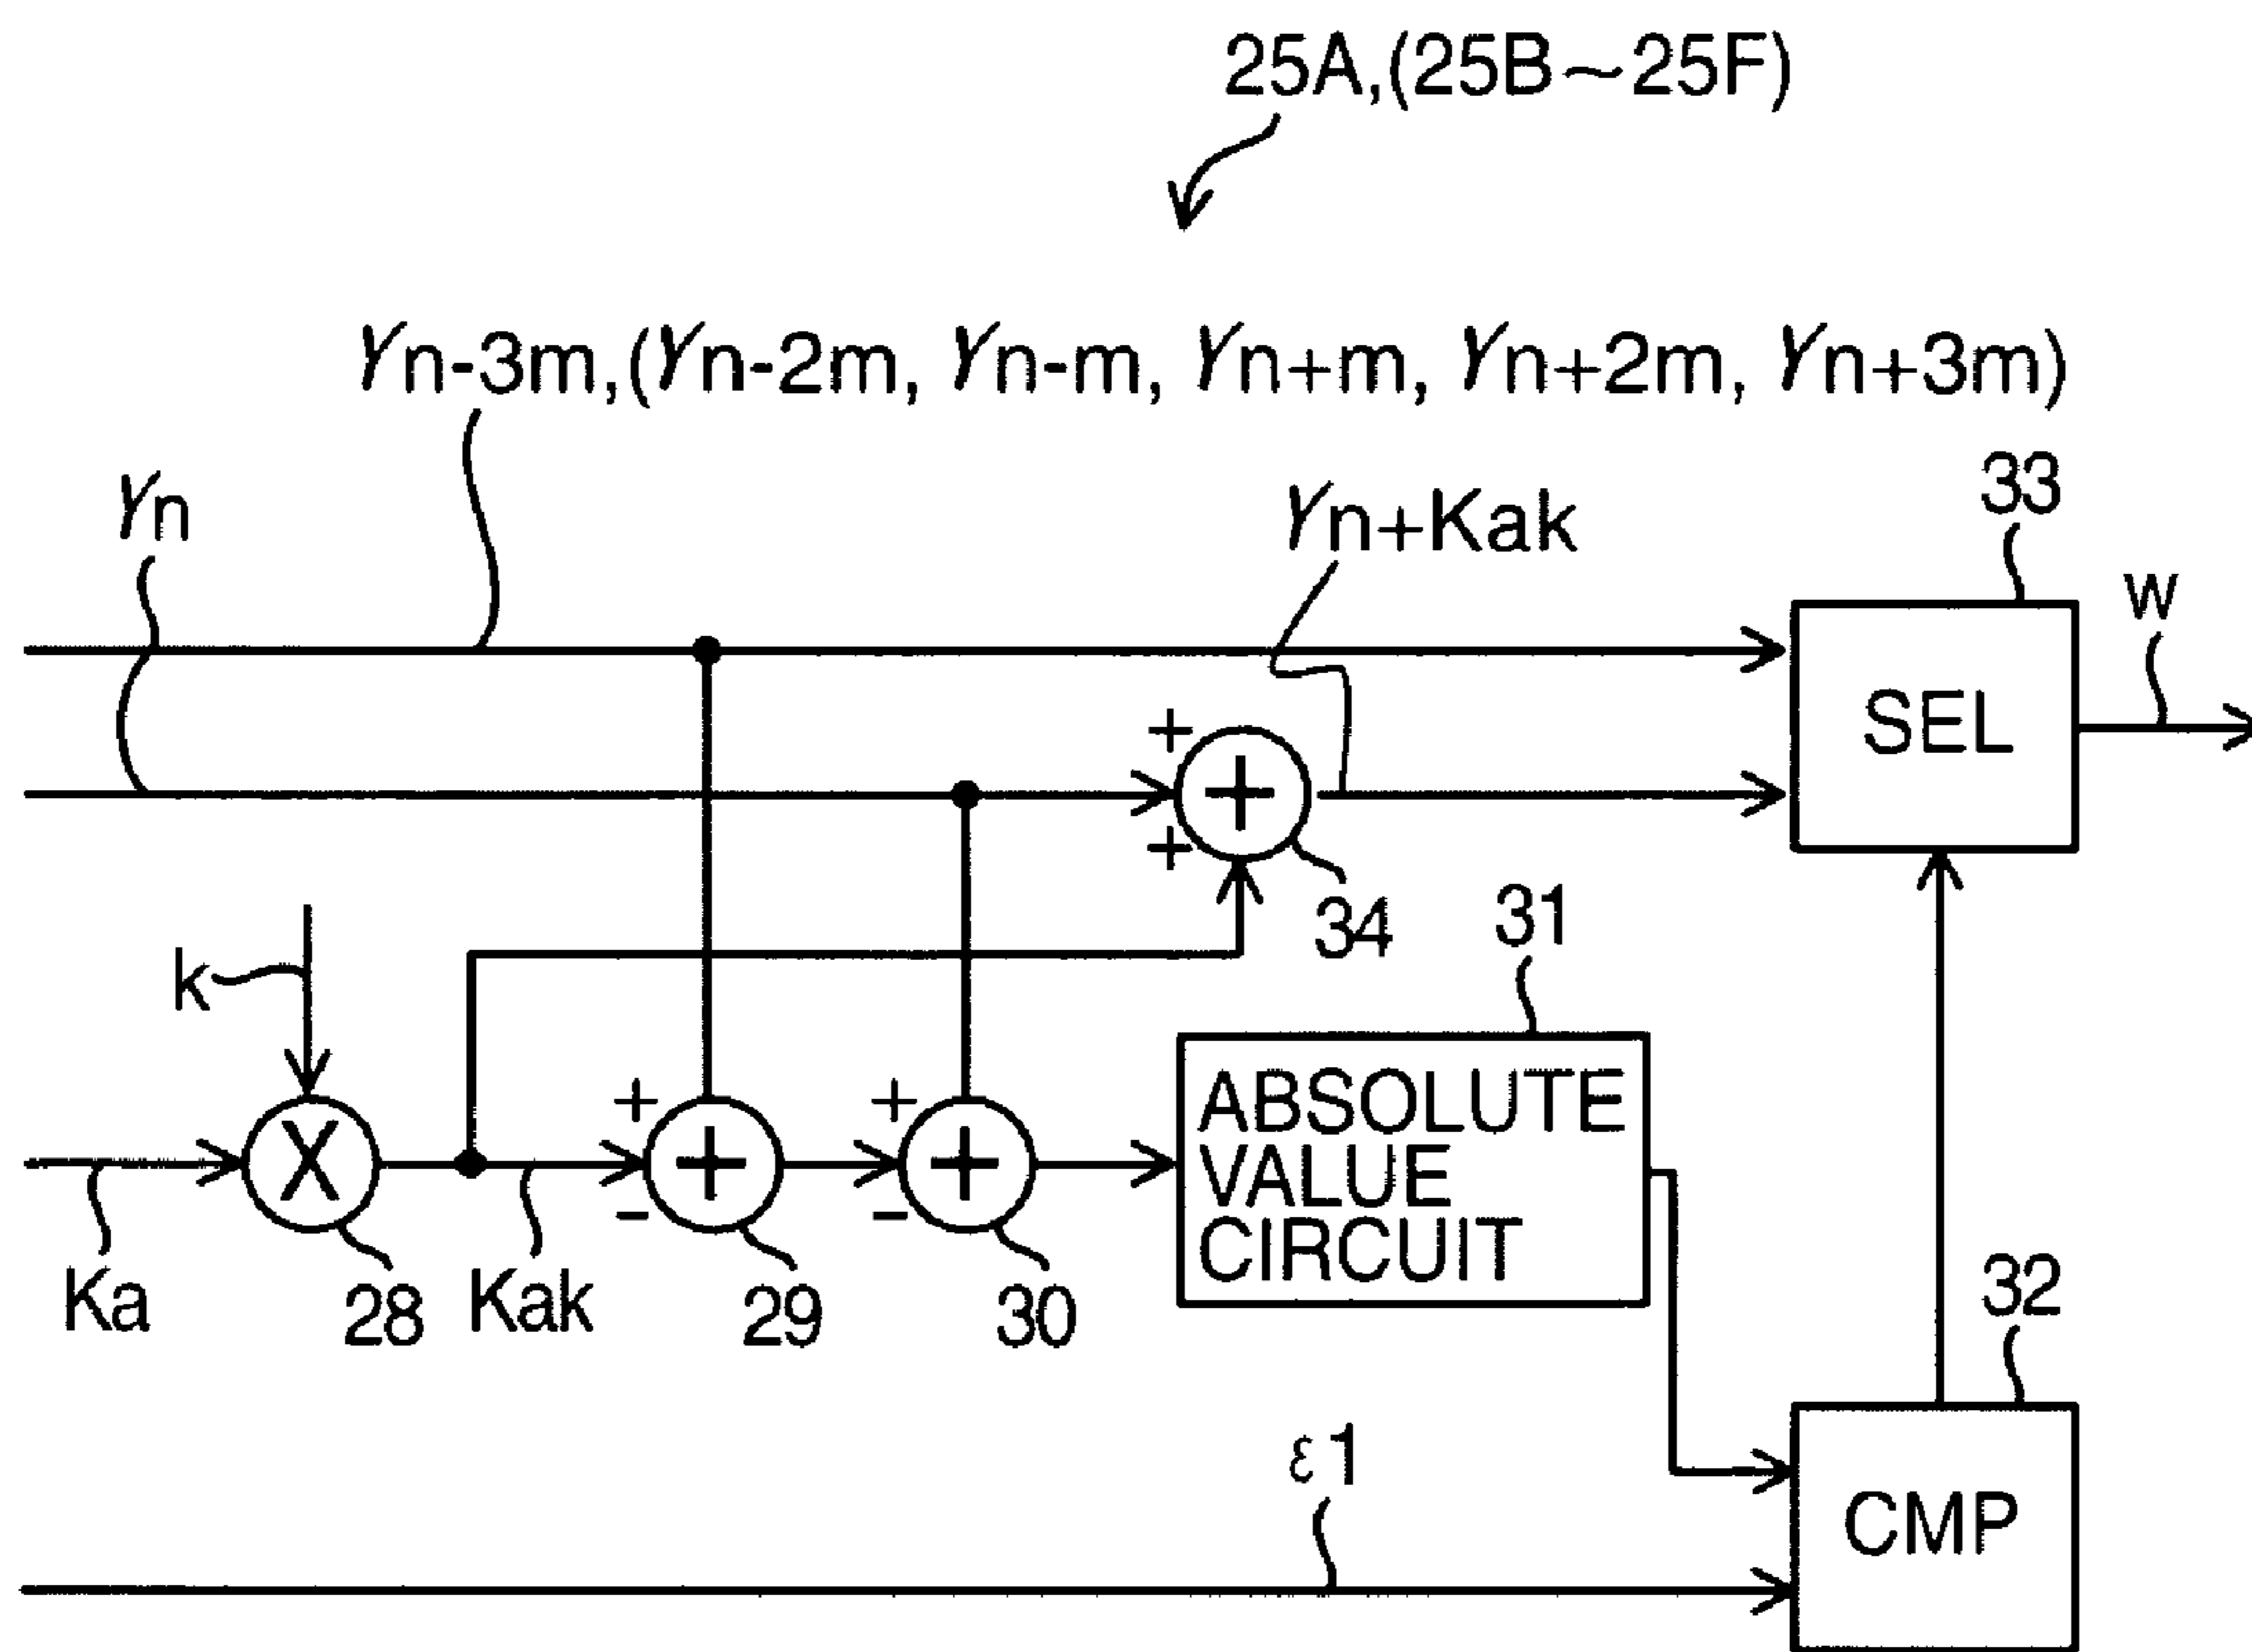 25A,(25B~25F)
γn-3m,(γn-2m, γn-m, γn+m, γn+2m, γn+3m)
γn
γn+Kak
33
w
SEL
+
+
+
34
31
k
X
+
+
-
+
+
-
ABSOLUTE
VALUE
CIRCUIT
Ka
28
Kak
29
30
32
ε1
CMP